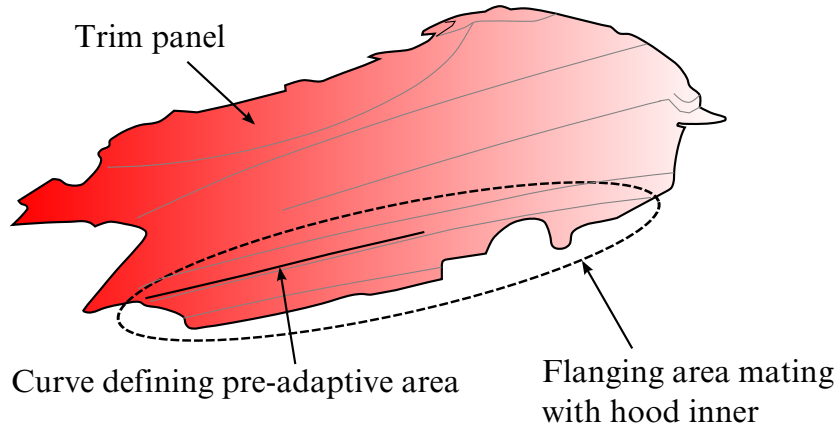 Trim panel
Curve defining pre-adaptive area
Flanging area mating
with hood inner